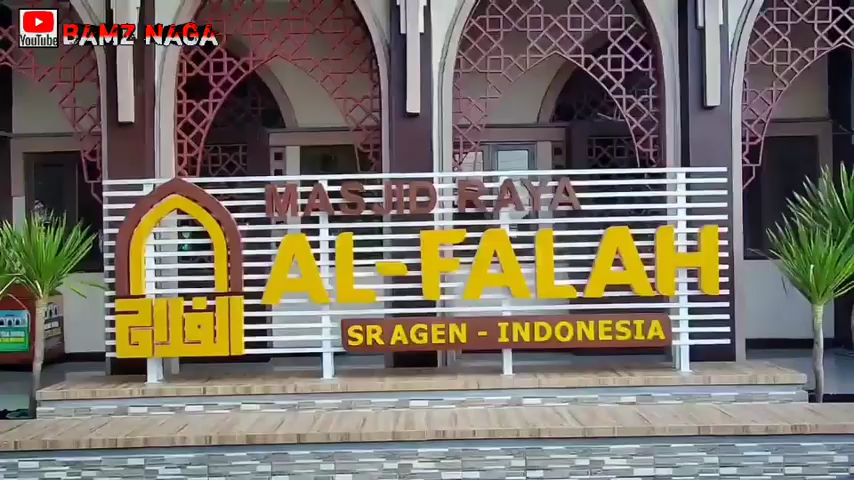 YouTube
BAMZ NAGA
MASJID RAYA
AL-FALAH
الفلاح
SRAGEN - INDONESIA